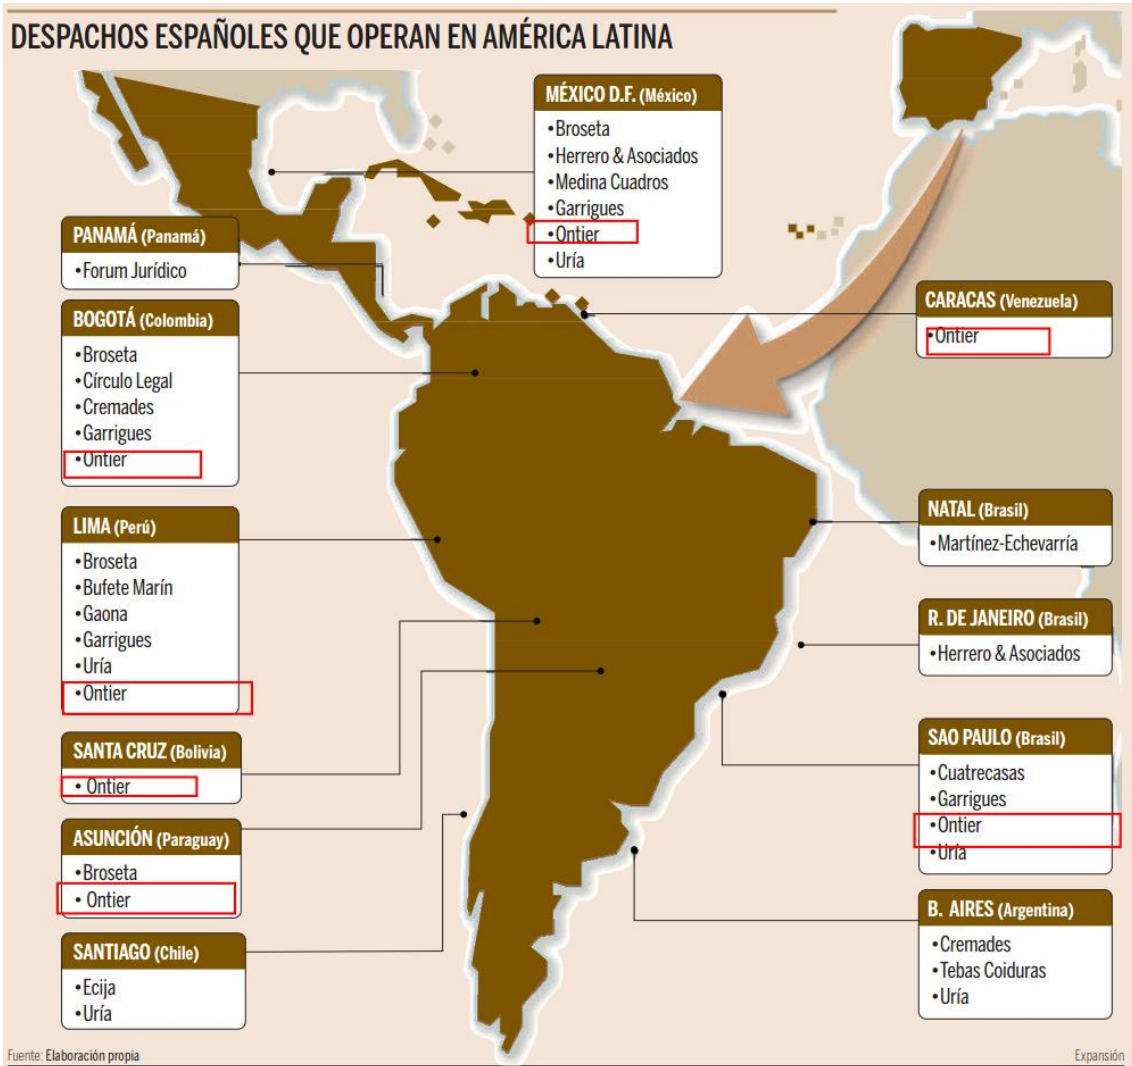 DESPACHOS ESPAÑOLES QUE OPERAN EN AMÉRICA LATINA
MÉXICO D.F. (México)
•Broseta
•Herrero & Asociados
•Medina Cuadros
•Garrigues
•Ontier
•Uría
PANAMÁ (Panamá)
•Forum Jurídico
BOGOTÁ (Colombia)
•Broseta
•Círculo Legal
•Cremades
•Garrigues
•Ontier
LIMA (Perú)
•Broseta
•Bufete Marín
•Gaona
•Garrigues
•Uría
•Ontier
SANTA CRUZ (Bolivia)
• Ontier
ASUNCIÓN (Paraguay)
•Broseta
• Ontier
SANTIAGO (Chile)
•Ecija
•Uría
CARACAS (Venezuela)
•Ontier
NATAL (Brasil)
•Martínez-Echevarría
R. DE JANEIRO (Brasil)
•Herrero & Asociados
SAO PAULO (Brasil)
•Cuatrecasas
•Garrigues
•Ontier
•Uría
B. AIRES (Argentina)
•Cremades
•Tebas Coiduras
•Uría
Fuente: Elaboración propia
Expansión